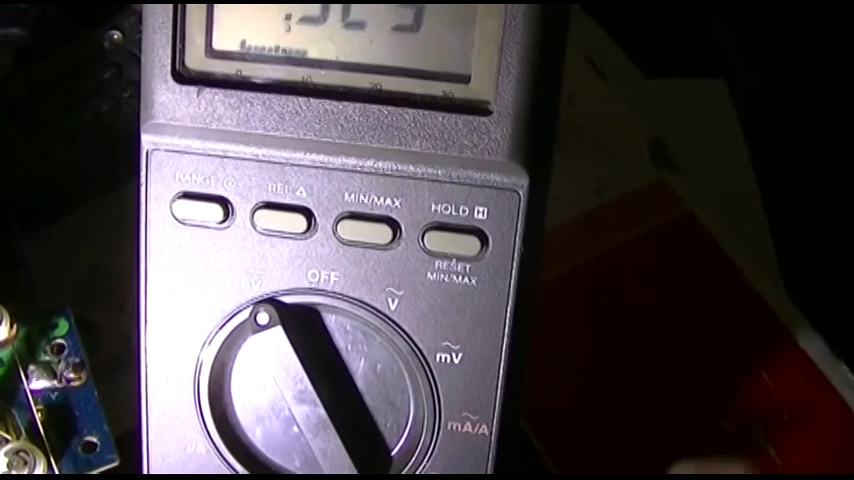 0 10 20 30
RANGE REL △ MIN/MAX HOLD H
RESET
MIN/MAX
OFF
V
mV
mA/A